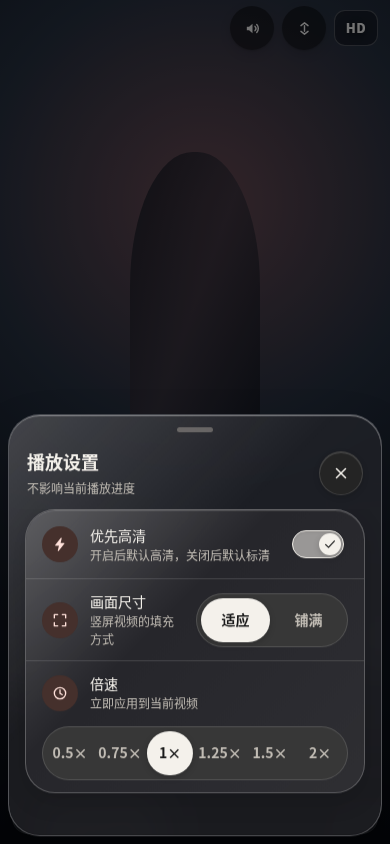 HD
播放设置
不影响当前播放进度
优先高清
开启后默认高清，关闭后默认标清
画面尺寸
竖屏视频的填充
方式
适应 铺满
倍速
立即应用到当前视频
0.5× 0.75× 1× 1.25× 1.5× 2×